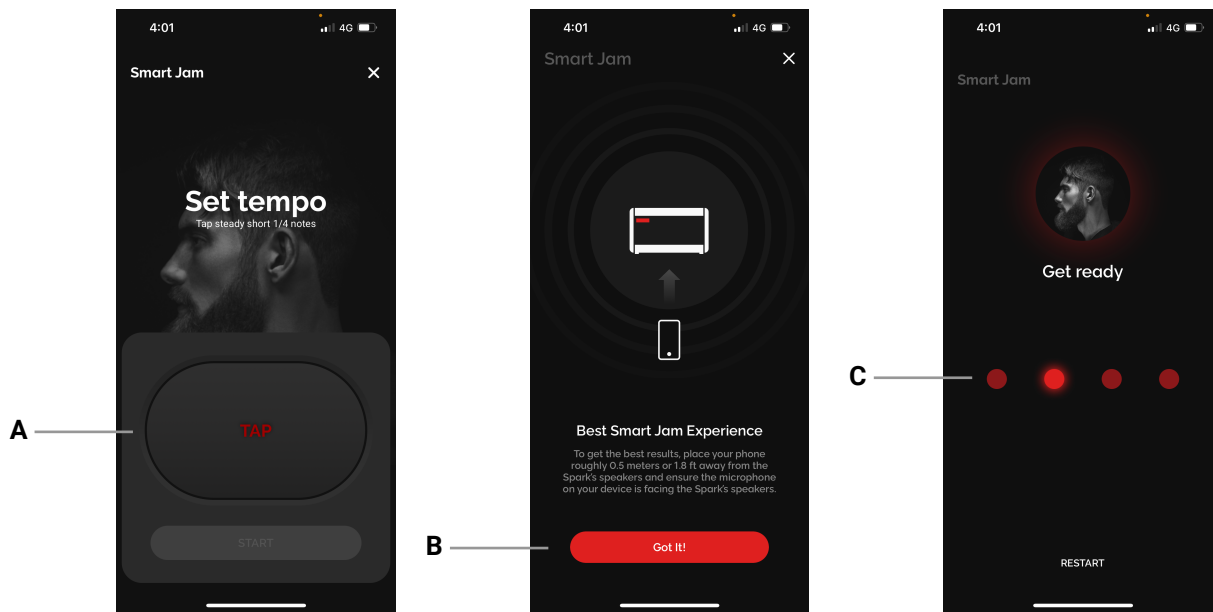 4:01
4G
Smart Jam
Set tempo
Tap steady short 1/4 notes
A
TAP
START
4:01
4G
Smart Jam
Best Smart Jam Experience
To get the best results, place your phone
roughly 0.5 meters or 1.8 ft away from the
Spark's speakers and ensure the microphone
on your device is facing the Spark's speakers.
B
Got It!
4:01
4G
Smart Jam
Get ready
C
RESTART